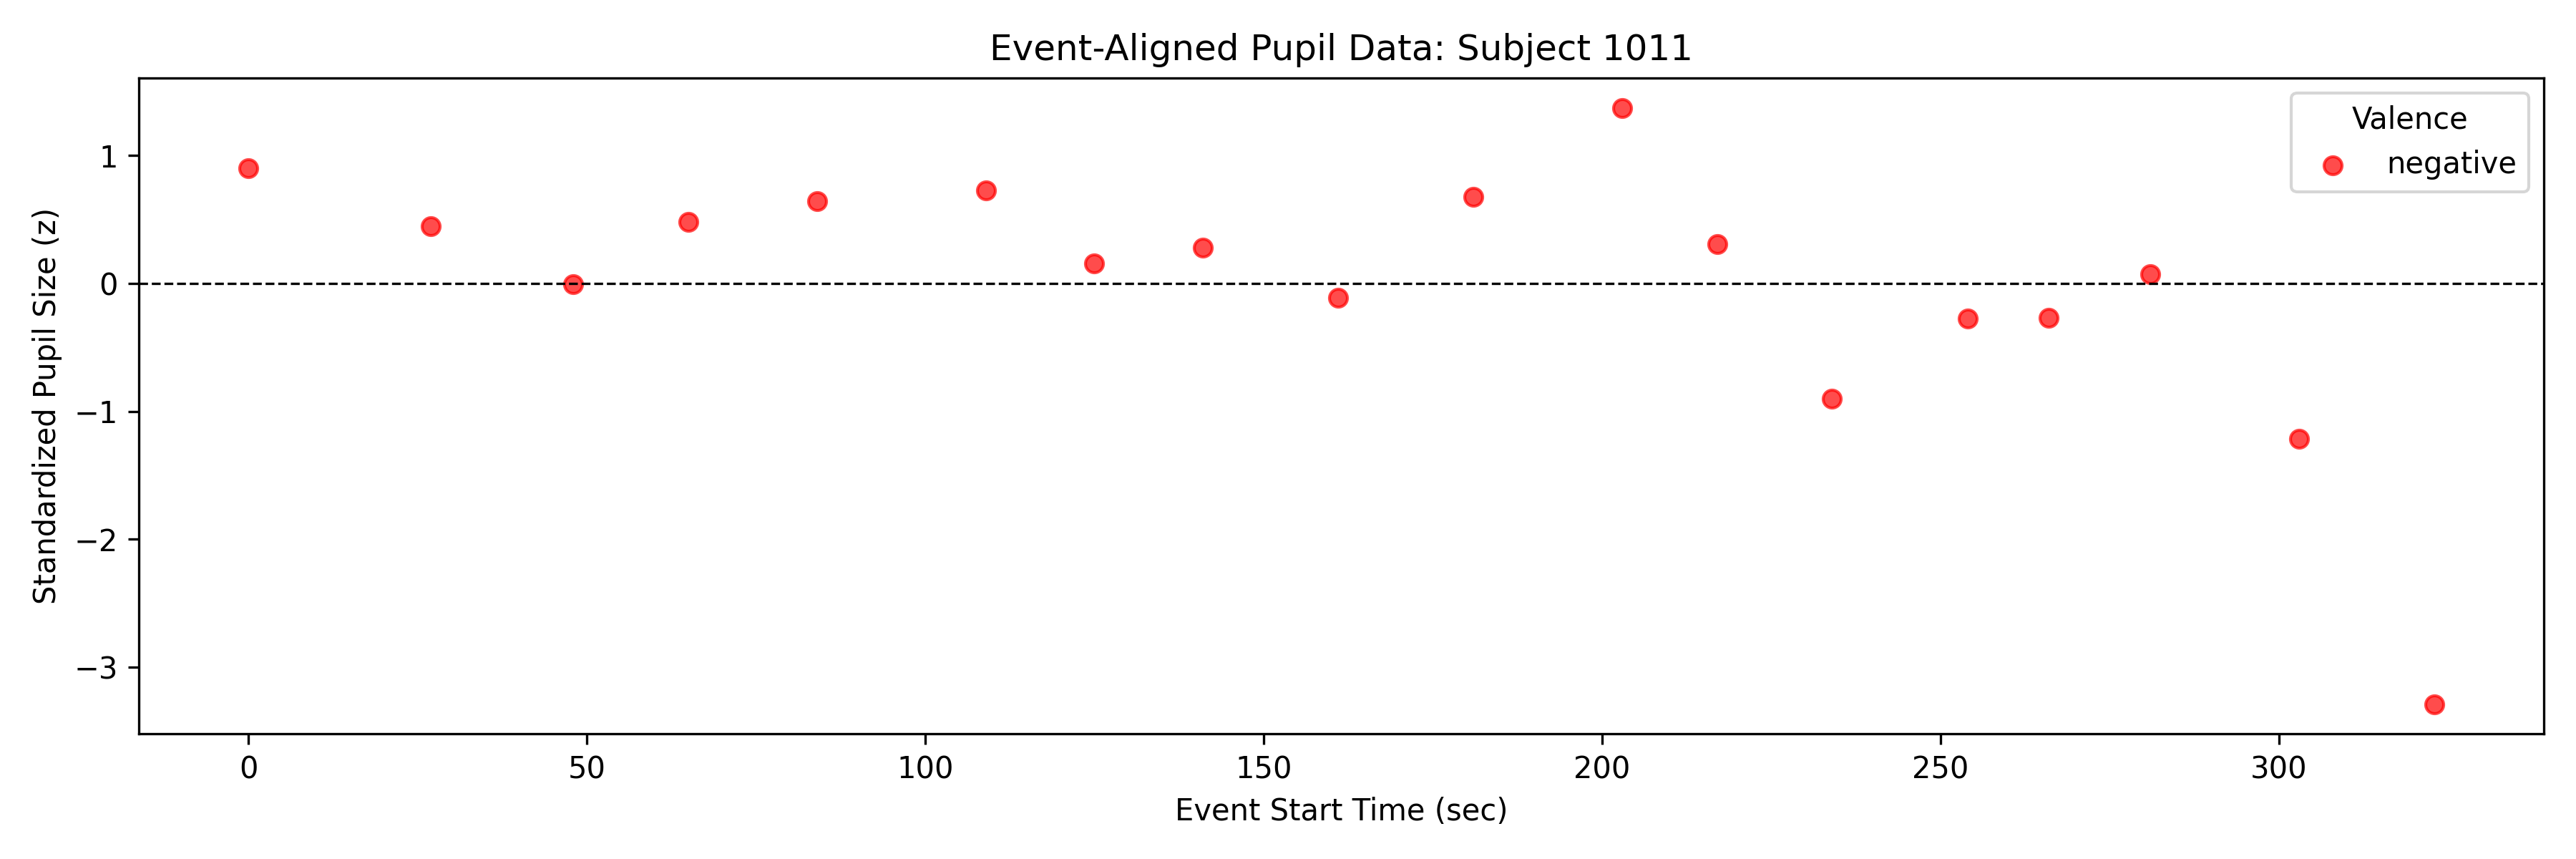 Event-Aligned Pupil Data: Subject 1011
Valence
negative
Standardized Pupil Size (z)
1
0
−1
−2
−3
0 50 100 150 200 250 300
Event Start Time (sec)